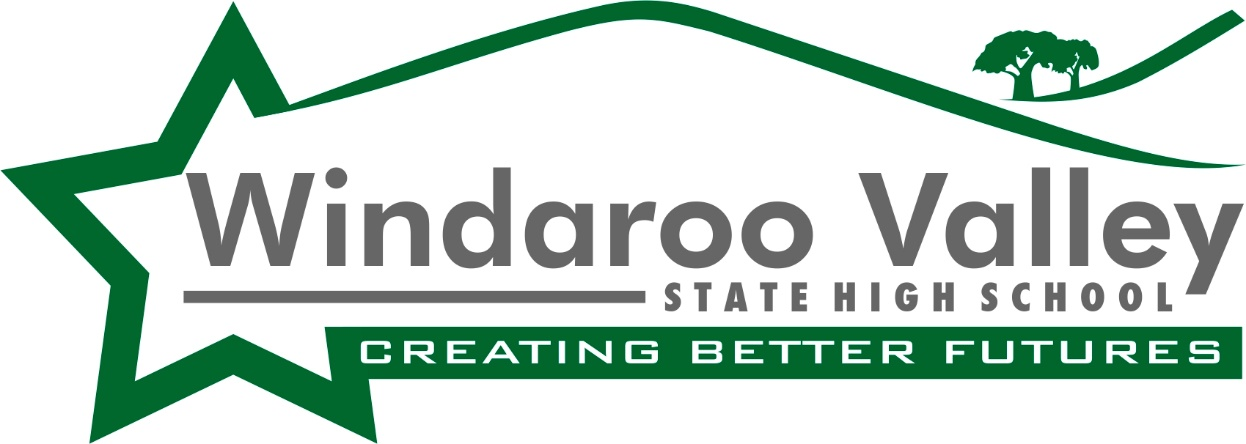 Windaroo Valley
STATE HIGH SCHOOL
CREATING BETTER FUTURES